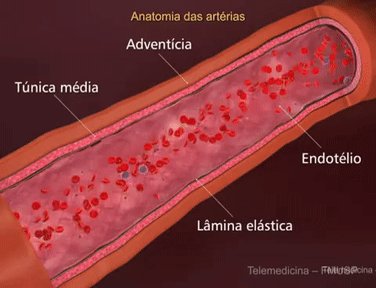 Anatomia das artérias
Adventícia
Túnica média
Endotélio
Lâmina elástica
Telemedicina – FMUSP